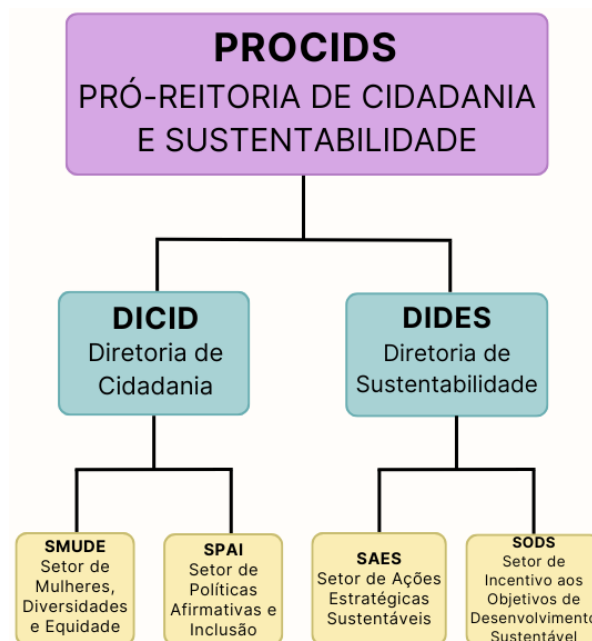 PROCIDS
PRÓ-REITORIA DE CIDADANIA
E SUSTENTABILIDADE
DICID
Diretoria de
Cidadania
DIDES
Diretoria de
Sustentabilidade
SMUDE
Setor de
Mulheres,
Diversidades
e Equidade
SPAI
Setor de
Políticas
Afirmativas e
Inclusão
SAES
Setor de Ações
Estratégicas
Sustentáveis
SODS
Setor de
Incentivo aos
Objetivos de
Desenvolvimento
Sustentável